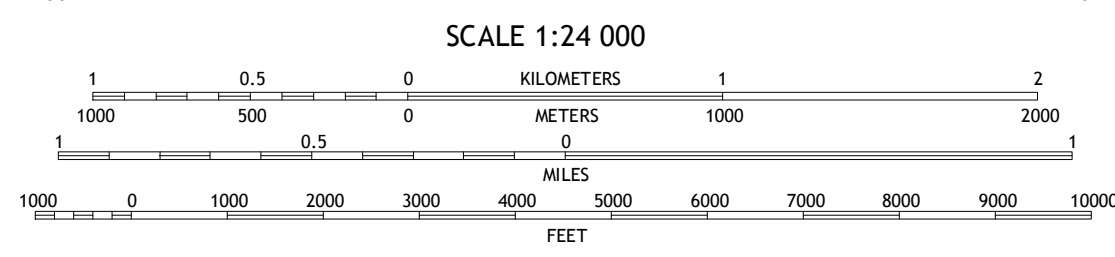 SCALE 1:24 000
1 0.5 0 KILOMETERS 1 2
1000 500 0 METERS 1000 2000
1 0.5 0 1
MILES
1000 0 1000 2000 3000 4000 5000 6000 7000 8000 9000 10000
FEET